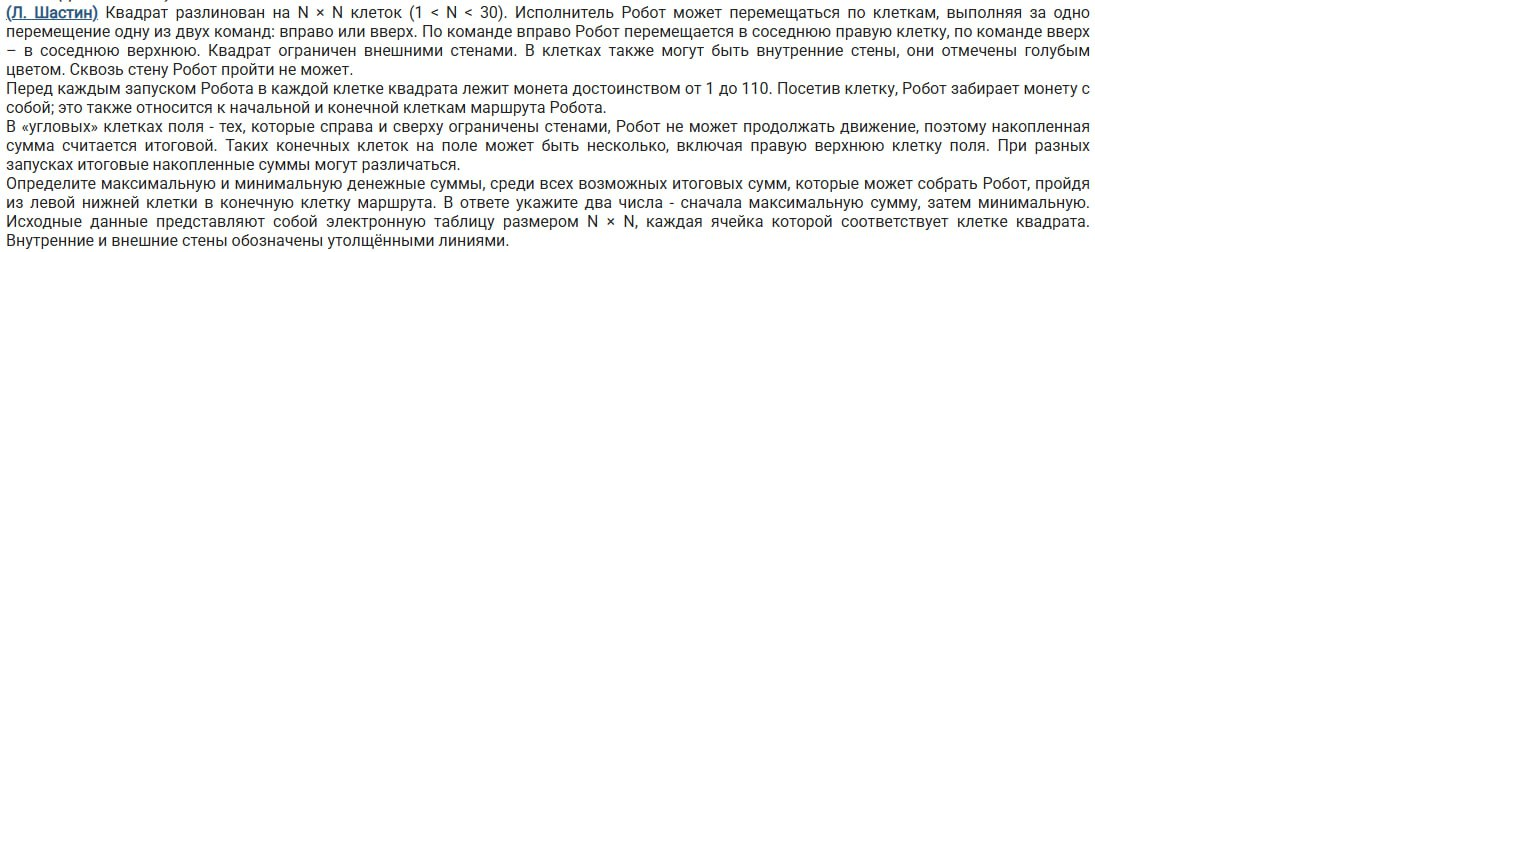 (Л. Шастин) Квадрат разлинован на N × N клеток (1 < N < 30). Исполнитель Робот может перемещаться по клеткам, выполняя за одно
перемещение одну из двух команд: вправо или вверх. По команде вправо Робот перемещается в соседнюю правую клетку, по команде вверх
– в соседнюю верхнюю. Квадрат ограничен внешними стенами. В клетках также могут быть внутренние стены, они отмечены голубым
цветом. Сквозь стену Робот пройти не может.
Перед каждым запуском Робота в каждой клетке квадрата лежит монета достоинством от 1 до 110. Посетив клетку, Робот забирает монету с
собой; это также относится к начальной и конечной клеткам маршрута Робота.
В «угловых» клетках поля - тех, которые справа и сверху ограничены стенами, Робот не может продолжать движение, поэтому накопленная
сумма считается итоговой. Таких конечных клеток на поле может быть несколько, включая правую верхнюю клетку поля. При разных
запусках итоговые накопленные суммы могут различаться.
Определите максимальную и минимальную денежные суммы, среди всех возможных итоговых сумм, которые может собрать Робот, пройдя
из левой нижней клетки в конечную клетку маршрута. В ответе укажите два числа - сначала максимальную сумму, затем минимальную.
Исходные данные представляют собой электронную таблицу размером N × N, каждая ячейка которой соответствует клетке квадрата.
Внутренние и внешние стены обозначены утолщёнными линиями.